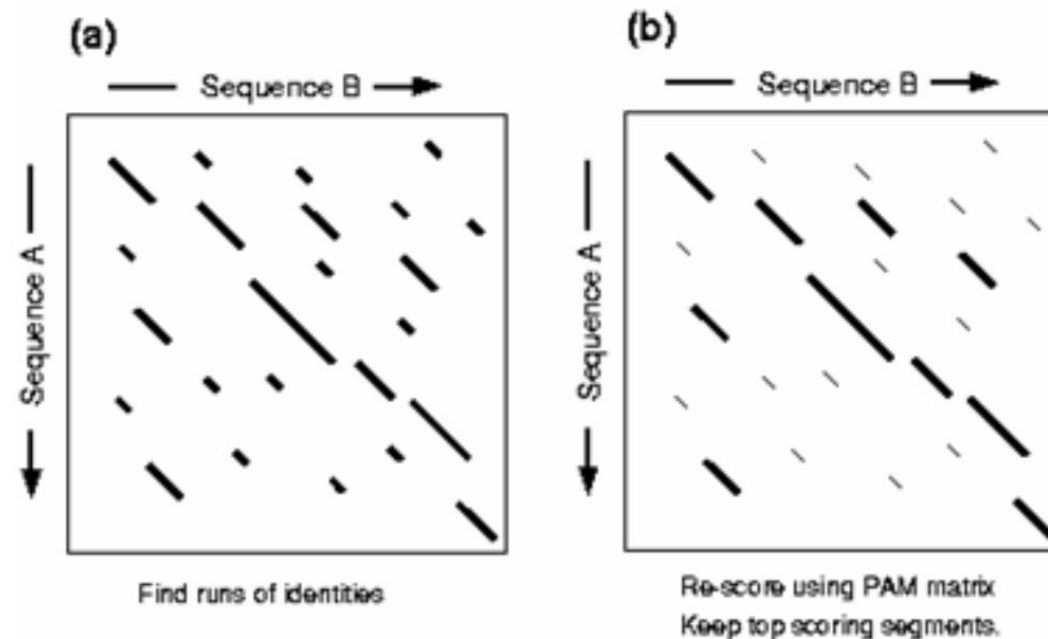 (a)
Sequence B
Sequence A
Find runs of identities
(b)
Sequence B
Sequence A
Re-score using PAM matrix
Keep top scoring segments.